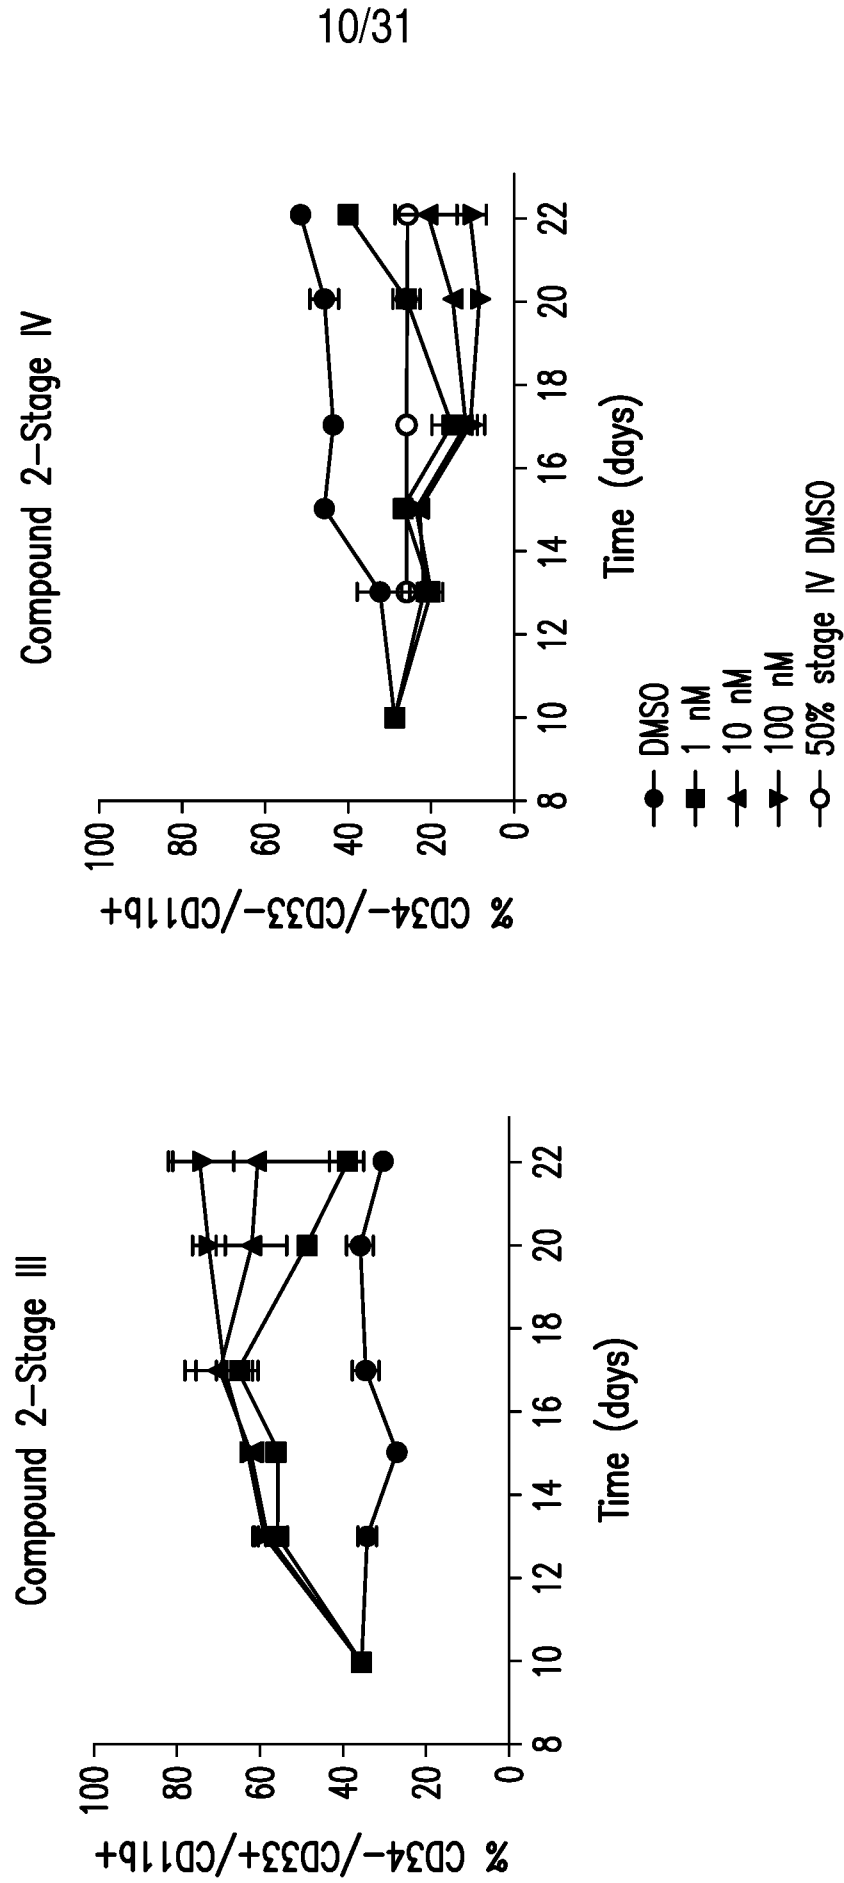 10/31
Compound 2-Stage III
% CD34-/CD33+/CD11b+
100
80
60
40
20
0
8 10 12 14 16 18 20 22
Time (days)
Compound 2-Stage IV
% CD34-/CD33-/CD11b+
100
80
60
40
20
0
8 10 12 14 16 18 20 22
Time (days)
DMSO
1 nM
10 nM
100 nM
50% stage IV DMSO